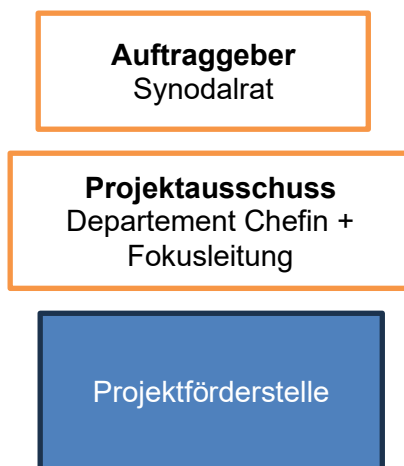 Auftraggeber
Synodalrat
Projektausschuss
Departement Chefin +
Fokusleitung
Projektförderstelle